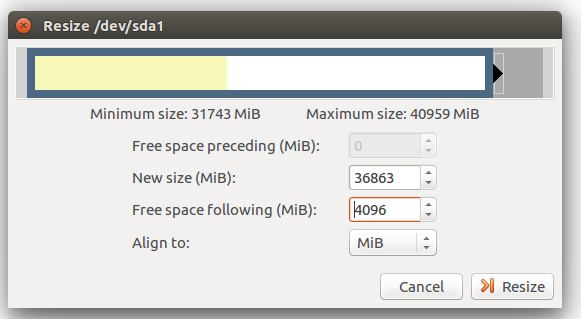 Resize /dev/sda1
Minimum size: 31743 MiB Maximum size: 40959 MiB
Free space preceding (MiB): 0
New size (MiB): 36863
Free space following (MiB): 4096
Align to: MiB
Cancel Resize